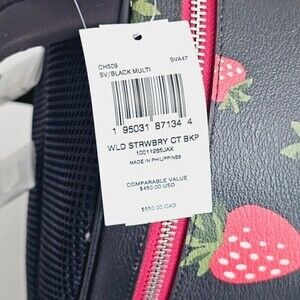 CH509 SVA47
SV/BLACK MULTI
1 95031 87134 4
WLD STRWBRY CT BKP
10011285JAX
MADE IN PHILIPPINES
COMPARABLE VALUE
$450.00 USD
$550.00 CAD